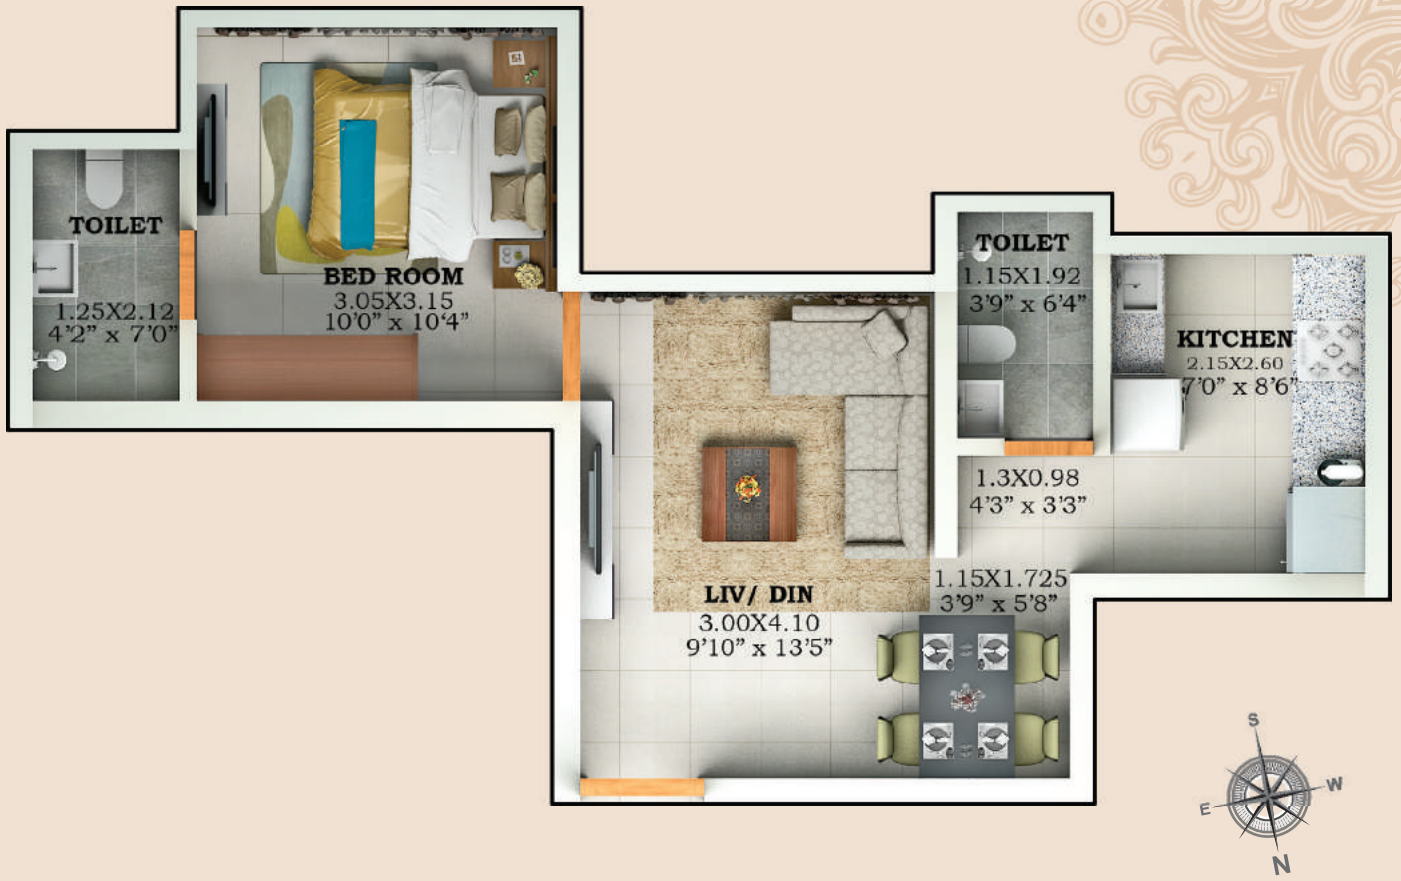 TOILET
1.25X2.12
4'2” x 7'0”
BED ROOM
3.05X3.15
10'0” x 10'4”
TOILET
1.15X1.92
3'9” x 6'4”
KITCHEN
2.15X2.60
7'0” x 8'6”
1.3X0.98
4'3” x 3'3”
1.15X1.725
3'9” x 5'8”
LIV/ DIN
3.00X4.10
9'10” x 13'5”
S
E
W
N